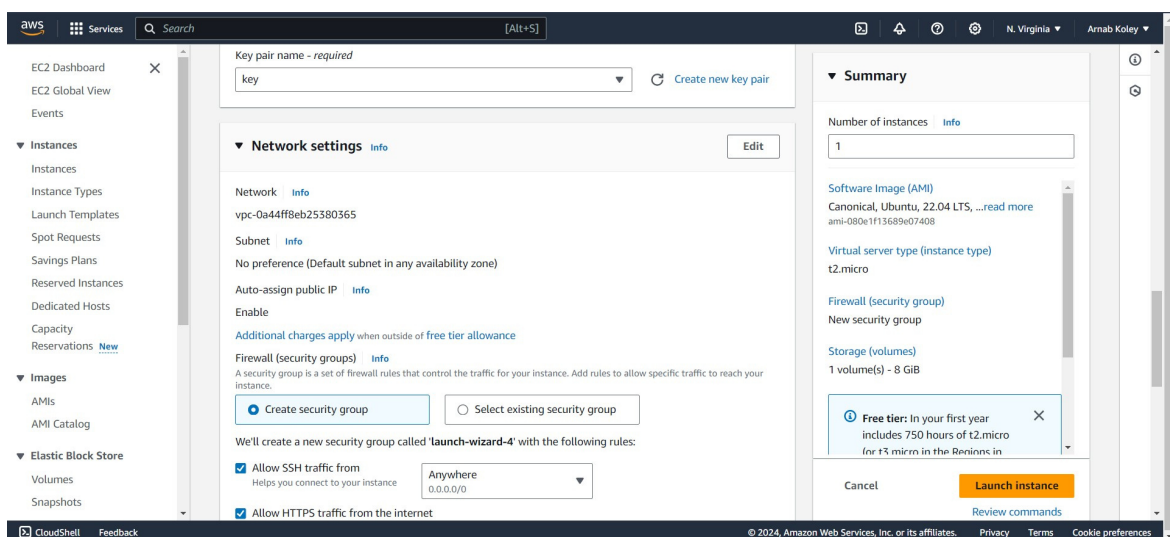 aws
Services
Search
[Alt+S]
N. Virginia
Arnab Koley
EC2 Dashboard
EC2 Global View
Events
Instances
Instances
Instance Types
Launch Templates
Spot Requests
Savings Plans
Reserved Instances
Dedicated Hosts
Capacity
Reservations New
Images
AMIs
AMI Catalog
Elastic Block Store
Volumes
Snapshots
Key pair name - required
key
Create new key pair
Network settings Info
Edit
Network Info
vpc-0a44ff8eb25380365
Subnet Info
No preference (Default subnet in any availability zone)
Auto-assign public IP Info
Enable
Additional charges apply when outside of free tier allowance
Firewall (security groups) Info
A security group is a set of firewall rules that control the traffic for your instance. Add rules to allow specific traffic to reach your
instance.
Create security group
Select existing security group
We'll create a new security group called 'launch-wizard-4' with the following rules:
Allow SSH traffic from
Helps you connect to your instance
Anywhere
0.0.0.0/0
Allow HTTPS traffic from the internet
Summary
Number of instances Info
1
Software Image (AMI)
Canonical, Ubuntu, 22.04 LTS, ...read more
ami-080e1f13689e07408
Virtual server type (instance type)
t2.micro
Firewall (security group)
New security group
Storage (volumes)
1 volume(s) - 8 GiB
Free tier: In your first year
includes 750 hours of t2.micro
(or t3.micro in the Regions in
Cancel
Launch instance
Review commands
CloudShell
Feedback
© 2024, Amazon Web Services, Inc. or its affiliates.
Privacy
Terms
Cookie preferences